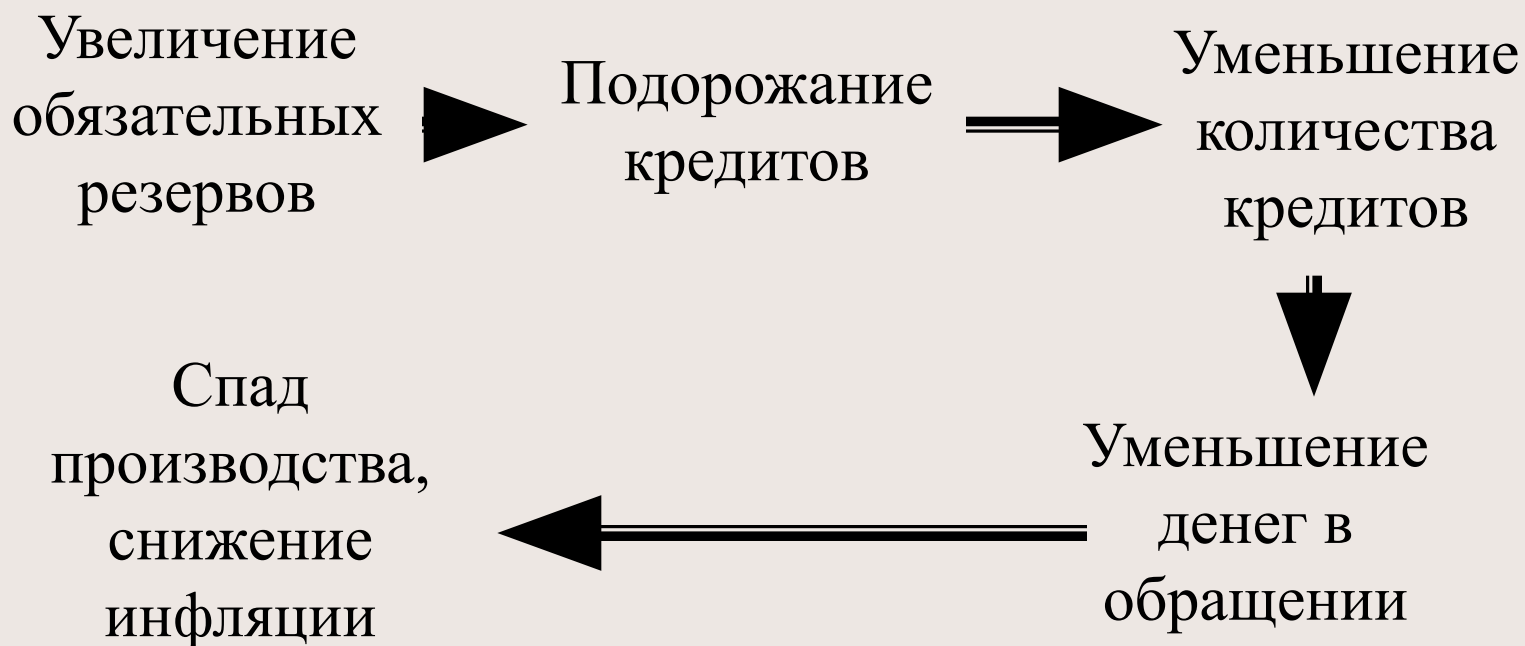 Увеличение
обязательных
резервов
Подорожание
кредитов
Уменьшение
количества
кредитов
Уменьшение
денег в
обращении
Спад
производства,
снижение
инфляции